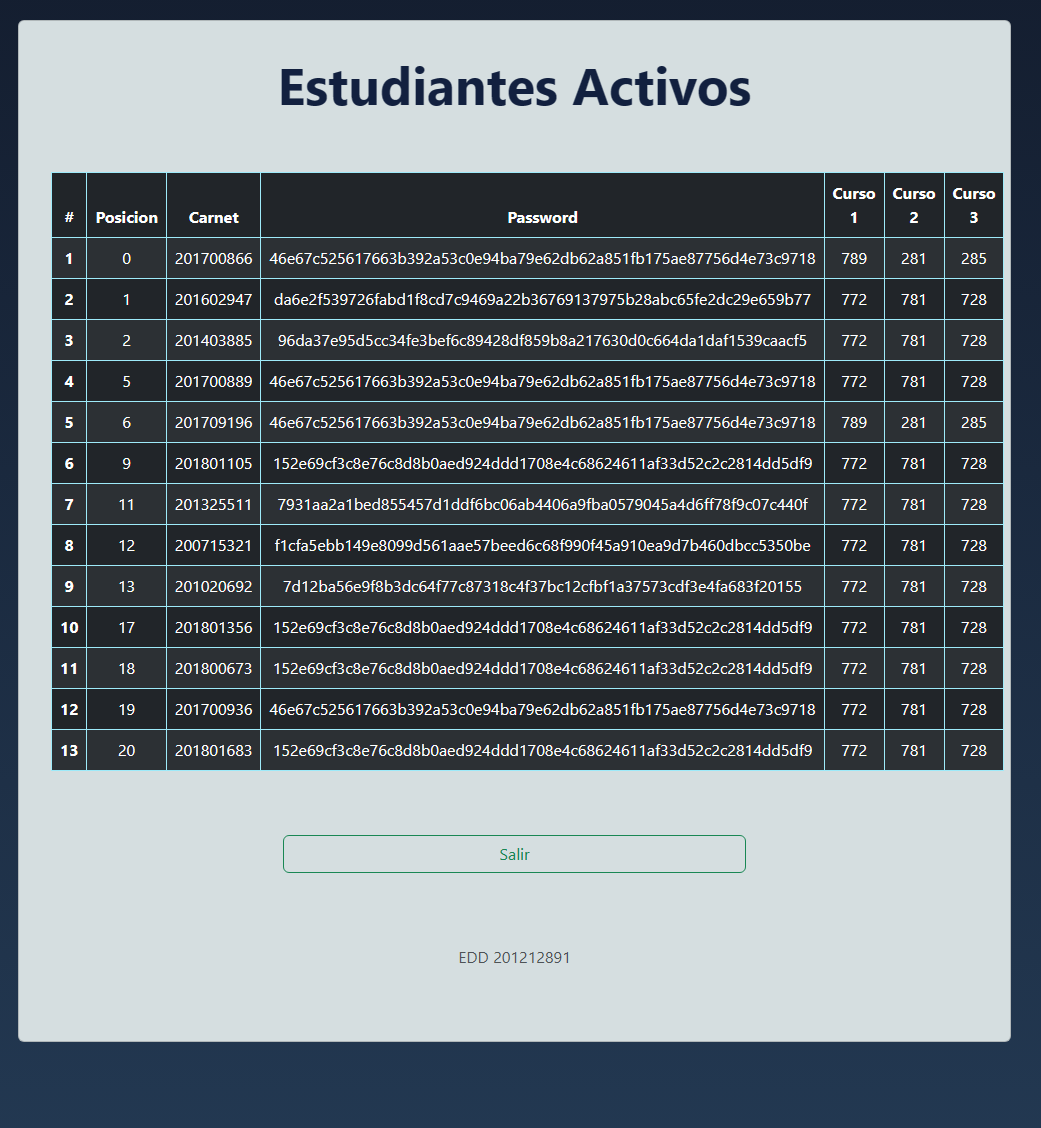 Estudiantes Activos
# Posicion Carnet Password Curso 1 Curso 2 Curso 3
1 0 201700866 46e67c525617663b392a53c0e94ba79e62db62a851fb175ae87756d4e73c9718 789 281 285
2 1 201602947 da6e2f539726fabd1f8cd7c9469a22b36769137975b28abc65fe2dc29e659b77 772 781 728
3 2 201403885 96da37e95d5cc34fe3bef6c89428df859b8a217630d0c664da1daf1539caacf5 772 781 728
4 5 201700889 46e67c525617663b392a53c0e94ba79e62db62a851fb175ae87756d4e73c9718 772 781 728
5 6 201709196 46e67c525617663b392a53c0e94ba79e62db62a851fb175ae87756d4e73c9718 789 281 285
6 9 201801105 152e69cf3c8e76c8d8b0aed924ddd1708e4c68624611af33d52c2c2814dd5df9 772 781 728
7 11 201325511 7931aa2a1bed855457d1ddf6bc06ab4406a9fba0579045a4d6ff78f9c07c440f 772 781 728
8 12 200715321 f1cfa5ebb149e8099d561aae57beed6c68f990f45a910ea9d7b460dbcc5350be 772 781 728
9 13 201020692 7d12ba56e9f8b3dc64f77c87318c4f37bc12cfbf1a37573cdf3e4fa683f20155 772 781 728
10 17 201801356 152e69cf3c8e76c8d8b0aed924ddd1708e4c68624611af33d52c2c2814dd5df9 772 781 728
11 18 201800673 152e69cf3c8e76c8d8b0aed924ddd1708e4c68624611af33d52c2c2814dd5df9 772 781 728
12 19 201700936 46e67c525617663b392a53c0e94ba79e62db62a851fb175ae87756d4e73c9718 772 781 728
13 20 201801683 152e69cf3c8e76c8d8b0aed924ddd1708e4c68624611af33d52c2c2814dd5df9 772 781 728
Salir
EDD 201212891